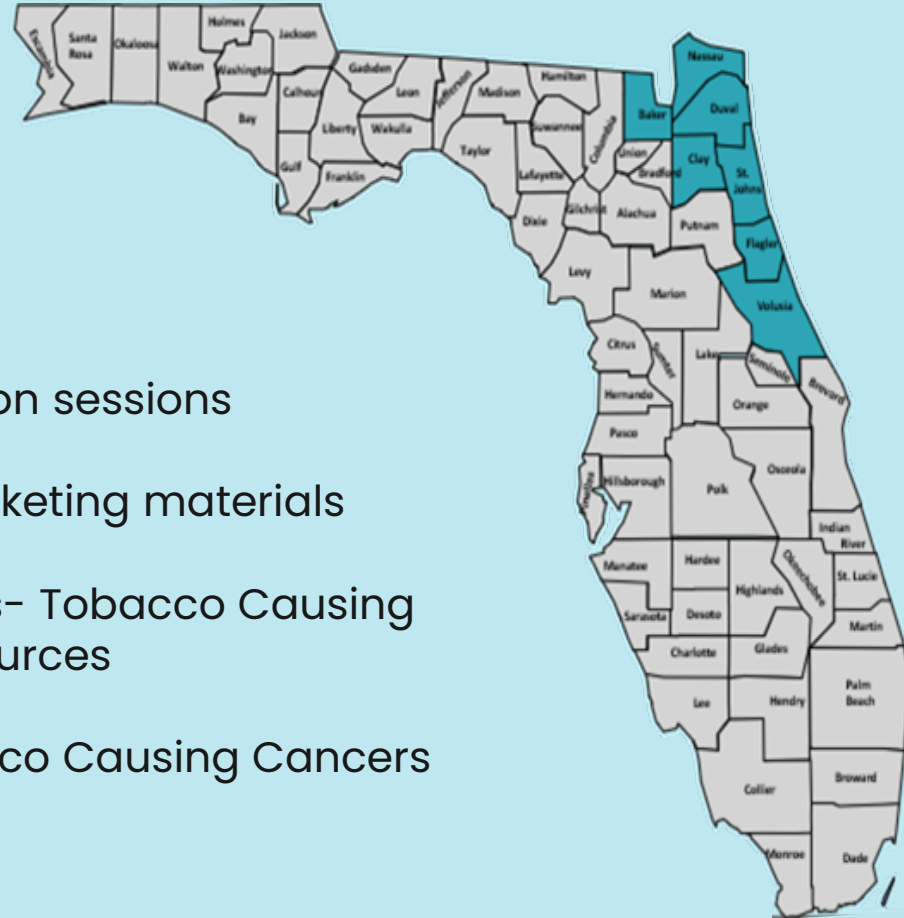 on sessions
keting materials
s- Tobacco Causing
urces
co Causing Cancers
Escambia
Santa
Rosa
Okaloosa
Walton
Holmes
Washington
Jackson
Bay
Calhoun
Gulf
Liberty
Franklin
Gadsden
Leon
Wakulla
Jefferson
Madison
Taylor
Hamilton
Suwannee
Lafayette
Dixie
Columbia
Gilchrist
Baker
Union
Bradford
Alachua
Levy
Nassau
Duval
Clay
St.
Johns
Putnam
Flagler
Marion
Volusia
Citrus
Sumter
Lake
Seminole
Hernando
Orange
Brevard
Pasco
Pinellas
Hillsborough
Polk
Osceola
Indian
River
Manatee
Hardee
Highlands
Okeechobee
St. Lucie
Sarasota
Desoto
Martin
Charlotte
Glades
Lee
Hendry
Palm
Beach
Collier
Broward
Monroe
Dade